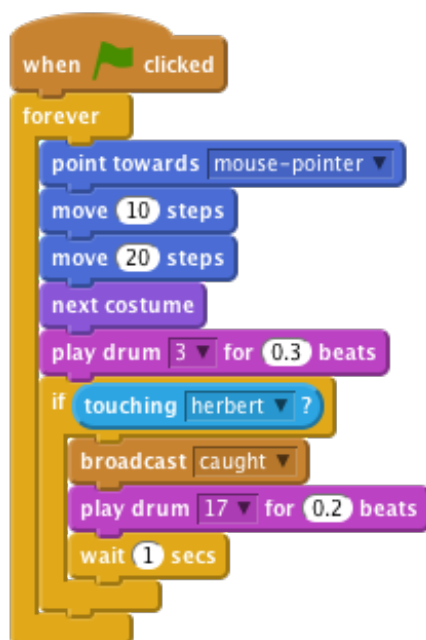 when clicked
forever
point towards mouse-pointer
move 10 steps
move 20 steps
next costume
play drum 3 for 0.3 beats
if touching herbert ?
broadcast caught
play drum 17 for 0.2 beats
wait 1 secs